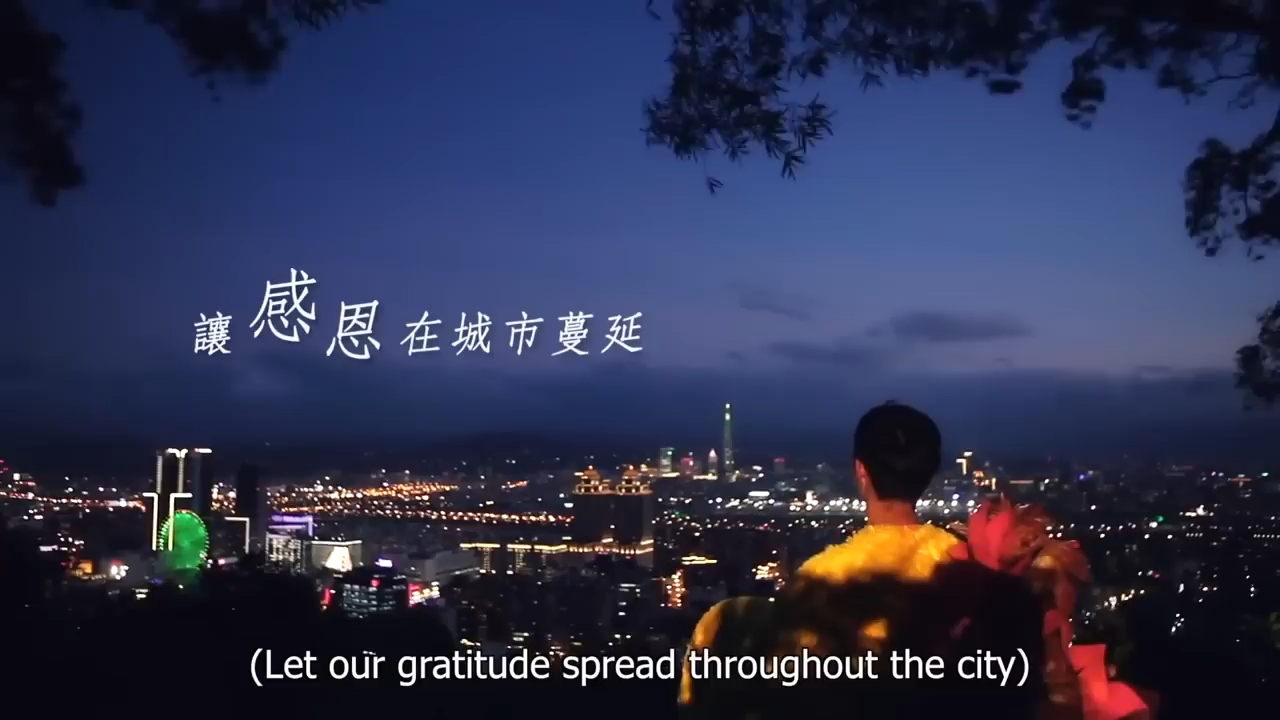 讓感恩在城市蔓延
(Let our gratitude spread throughout the city)